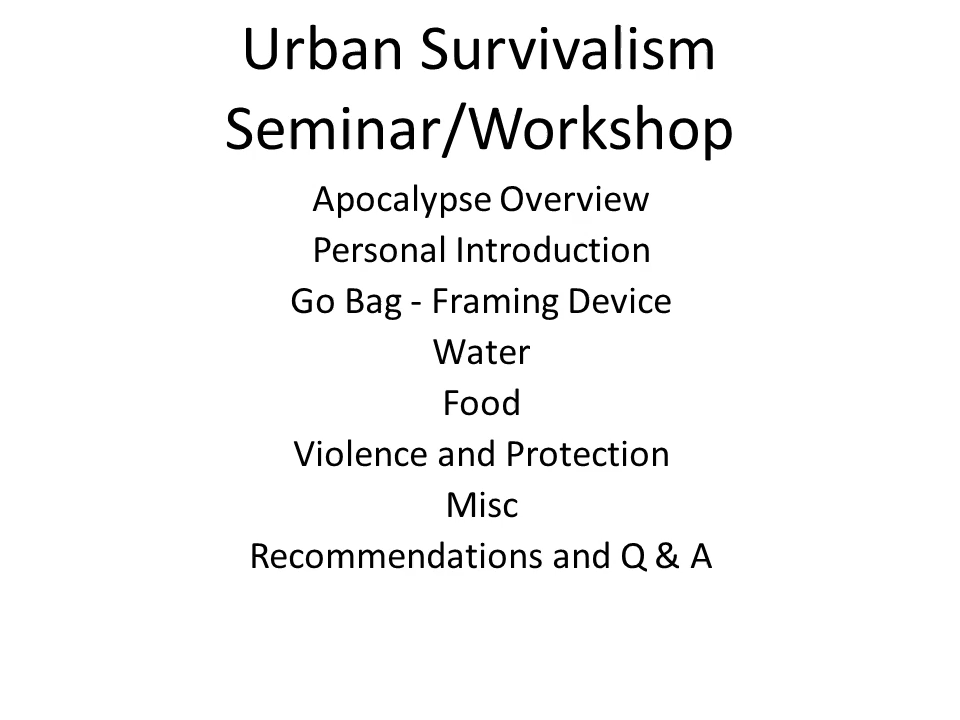 Urban Survivalism
Seminar/Workshop
Apocalypse Overview
Personal Introduction
Go Bag - Framing Device
Water
Food
Violence and Protection
Misc
Recommendations and Q & A